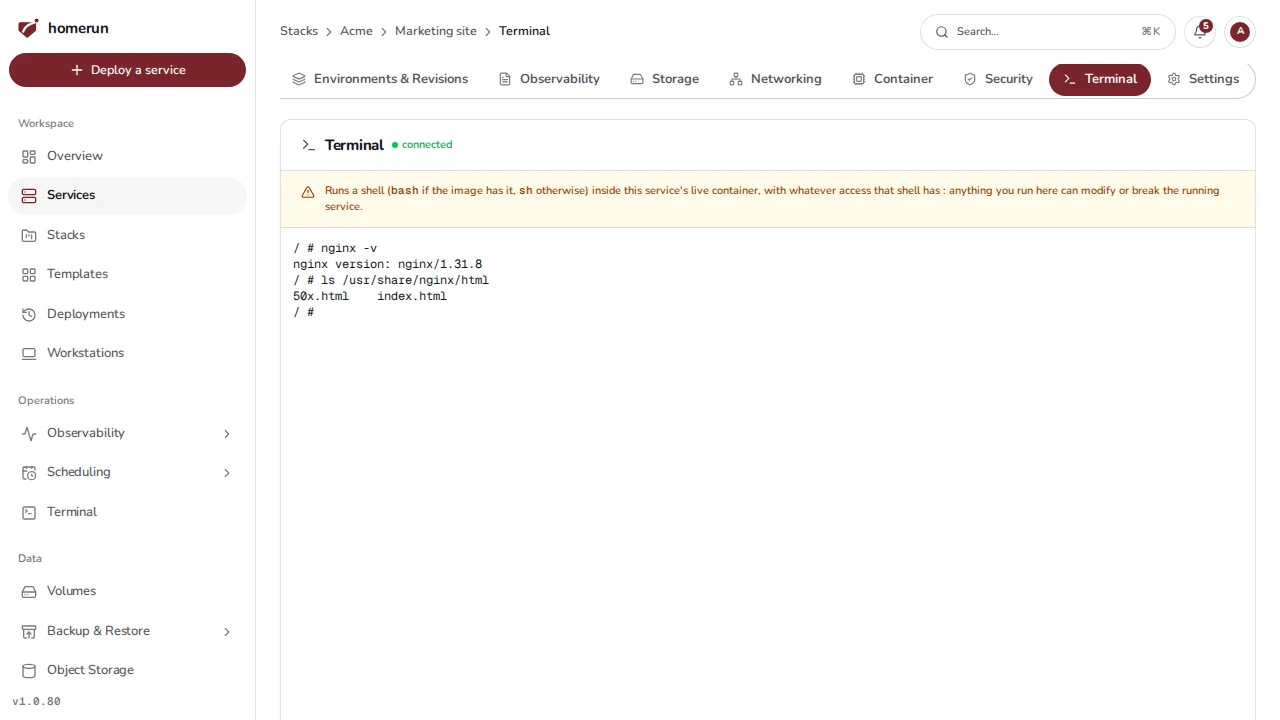 homerun
Deploy a service
Workspace
Overview
Services
Stacks
Templates
Deployments
Workstations
Operations
Observability
Scheduling
Terminal
Data
Volumes
Backup & Restore
Object Storage
v1.0.80
Stacks > Acme > Marketing site > Terminal
Search... ⌘K
5
A
Environments & Revisions
Observability
Storage
Networking
Container
Security
Terminal
Settings
Terminal connected
Runs a shell (bash if the image has it, sh otherwise) inside this service's live container, with whatever access that shell has : anything you run here can modify or break the running
service.
/ # nginx -v
nginx version: nginx/1.31.8
/ # ls /usr/share/nginx/html
50x.html    index.html
/ #